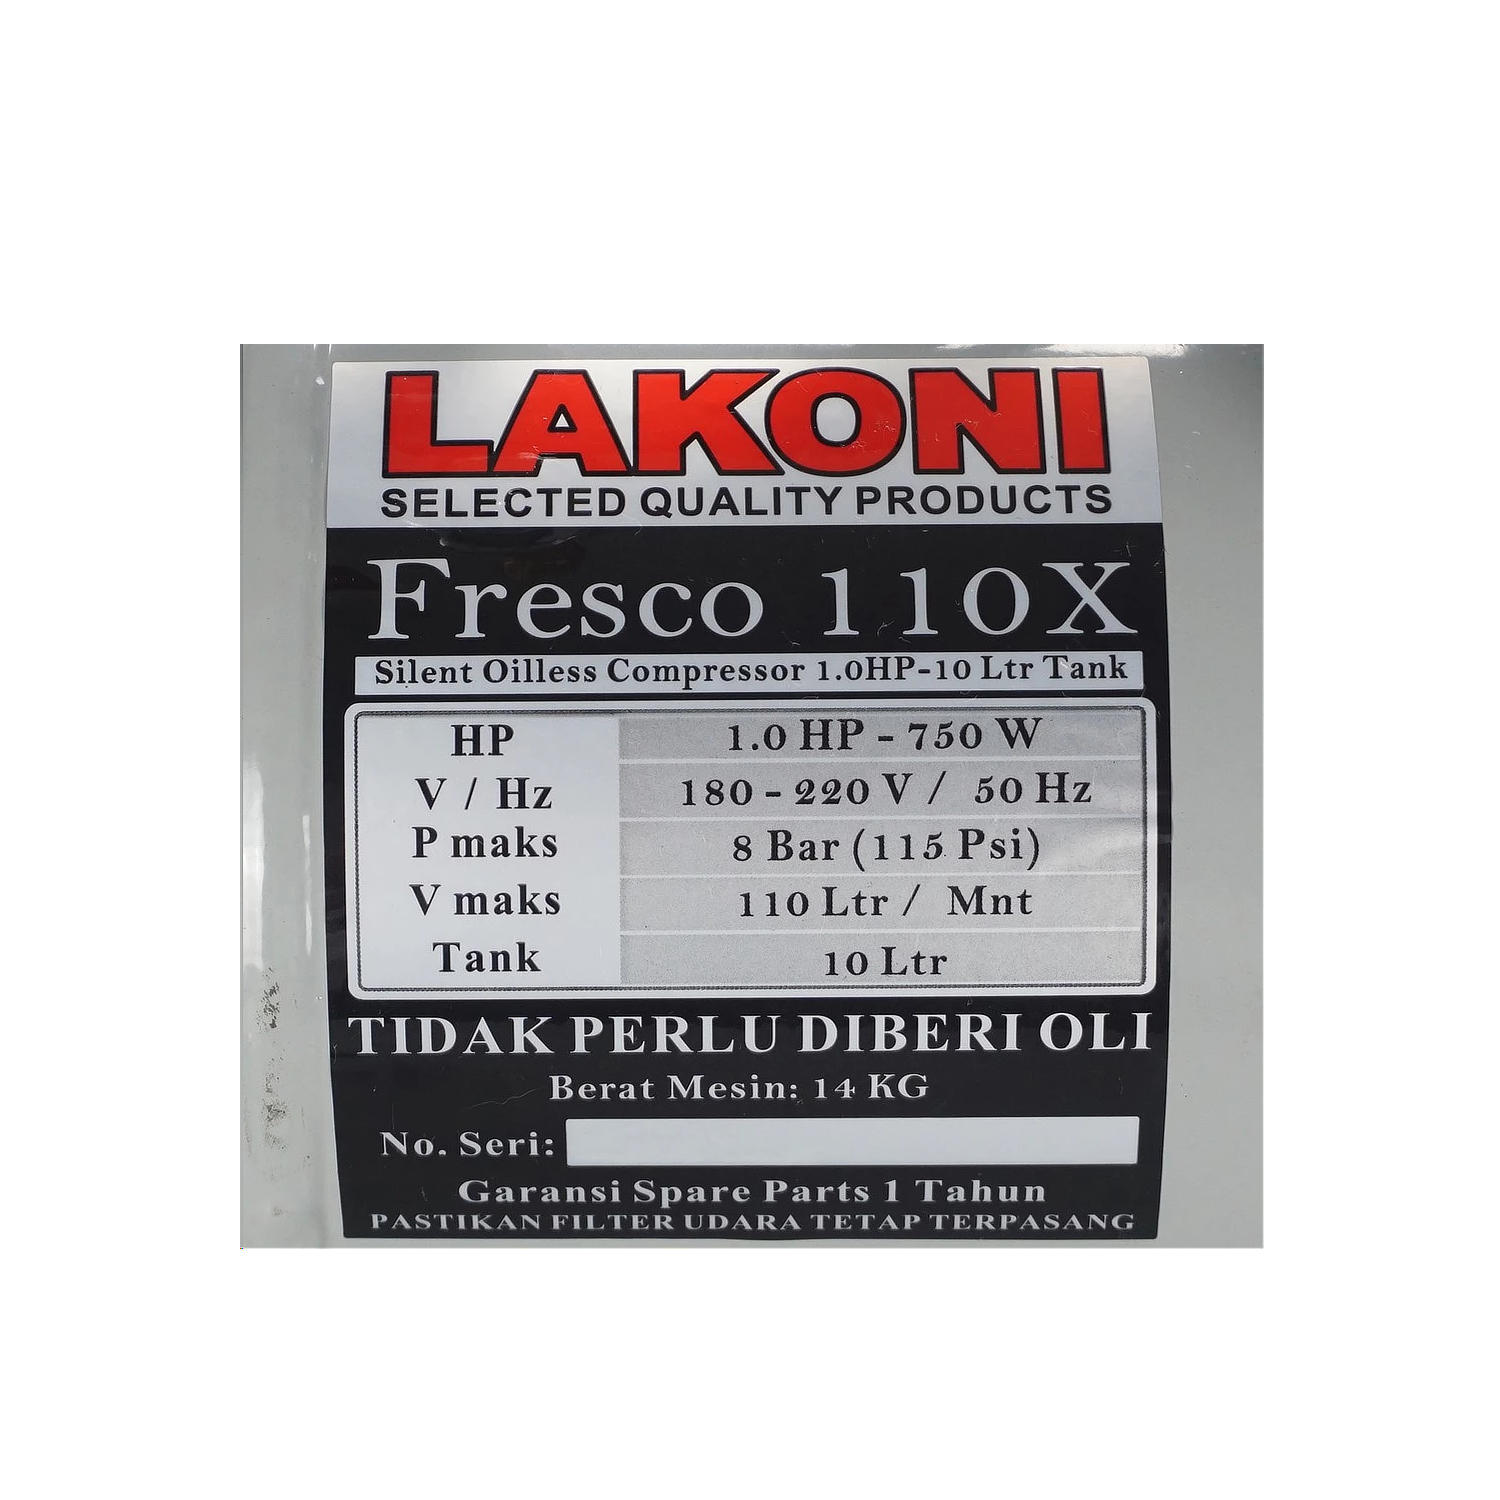 LAKONI
SELECTED QUALITY PRODUCTS
Fresco 110X
Silent Oilless Compressor 1.0HP-10 Ltr Tank
HP 1.0 HP - 750 W
V / Hz 180 - 220 V / 50 Hz
P maks 8 Bar (115 Psi)
V maks 110 Ltr / Mnt
Tank 10 Ltr
TIDAK PERLU DIBERI OLI
Berat Mesin: 14 KG
No. Seri:
Garansi Spare Parts 1 Tahun
PASTIKAN FILTER UDARA TETAP TERPASANG